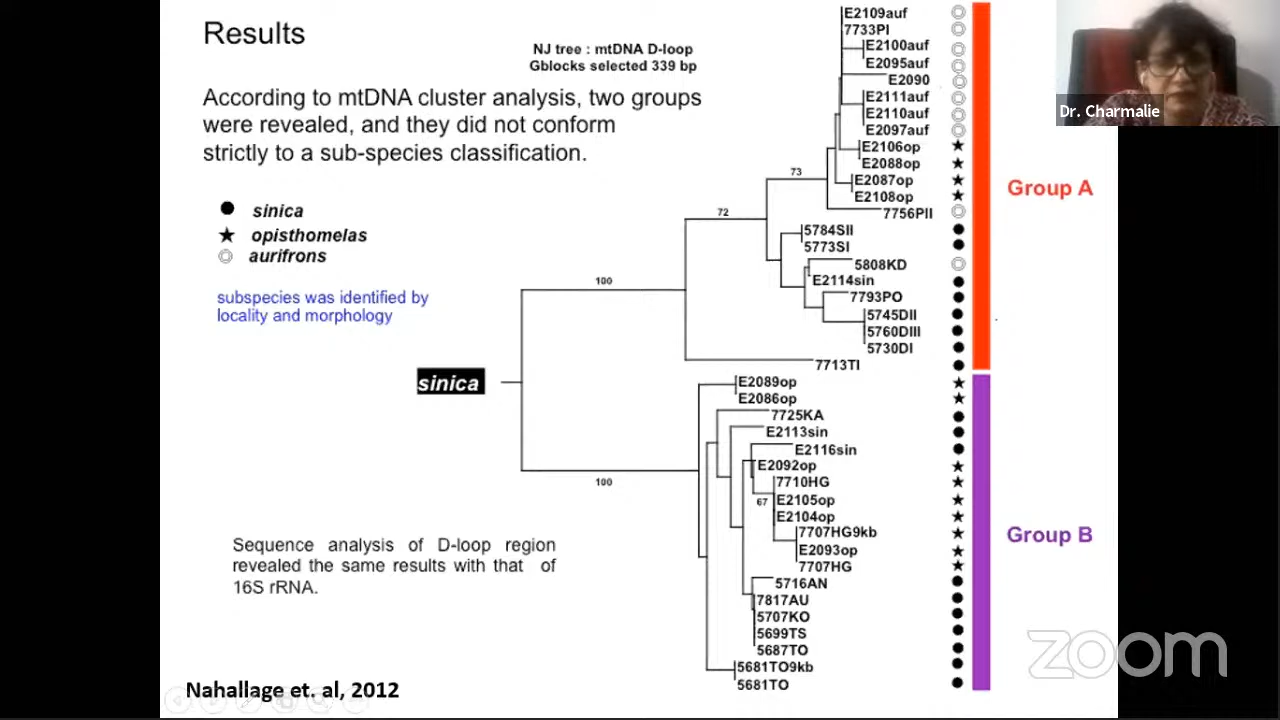 Results
NJ tree : mtDNA D-loop
Gblocks selected 339 bp
According to mtDNA cluster analysis, two groups
were revealed, and they did not conform
strictly to a sub-species classification.
sinica
opisthomelas
aurifrons
subspecies was identified by
locality and morphology
sinica
100
100
72
73
67
E2109auf
7733PI
E2100auf
E2095auf
E2090
E2111auf
E2110auf
E2097auf
E2106op
E2088op
E2087op
E2108op
7756PII
5784SII
5773SI
5808KD
E2114sin
7793PO
5745DII
5760DIII
5730DI
7713TI
E2089op
E2086op
7725KA
E2113sin
E2116sin
E2092op
7710HG
E2105op
E2104op
7707HG9kb
E2093op
7707HG
5716AN
7817AU
5707KO
5699TS
5687TO
5681TO9kb
5681TO
Group A
Group B
Sequence analysis of D-loop region
revealed the same results with that of
16S rRNA.
Nahallage et. al, 2012
Dr. Charmalie
zoom